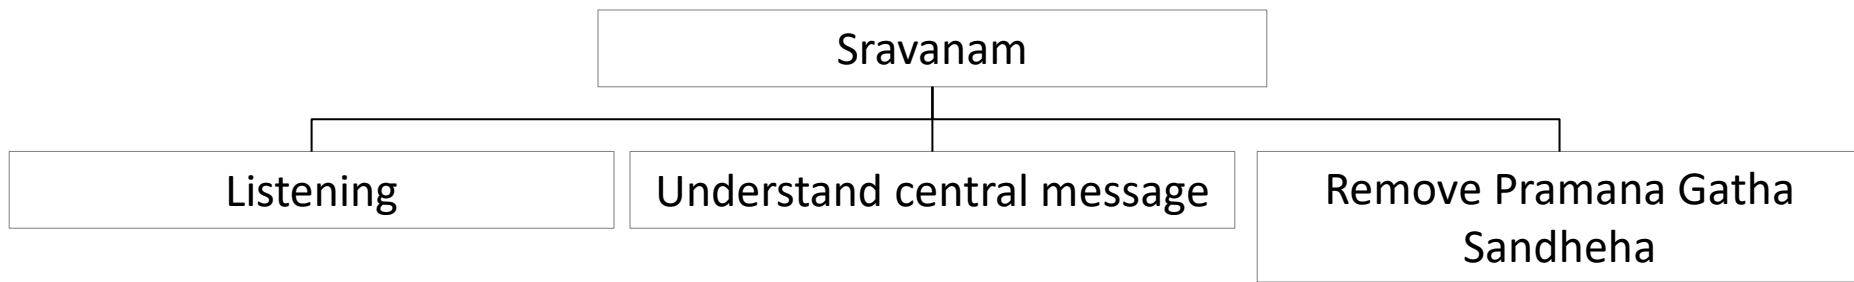 Sravanam
Listening
Understand central message
Remove Pramana Gatha
Sandheha